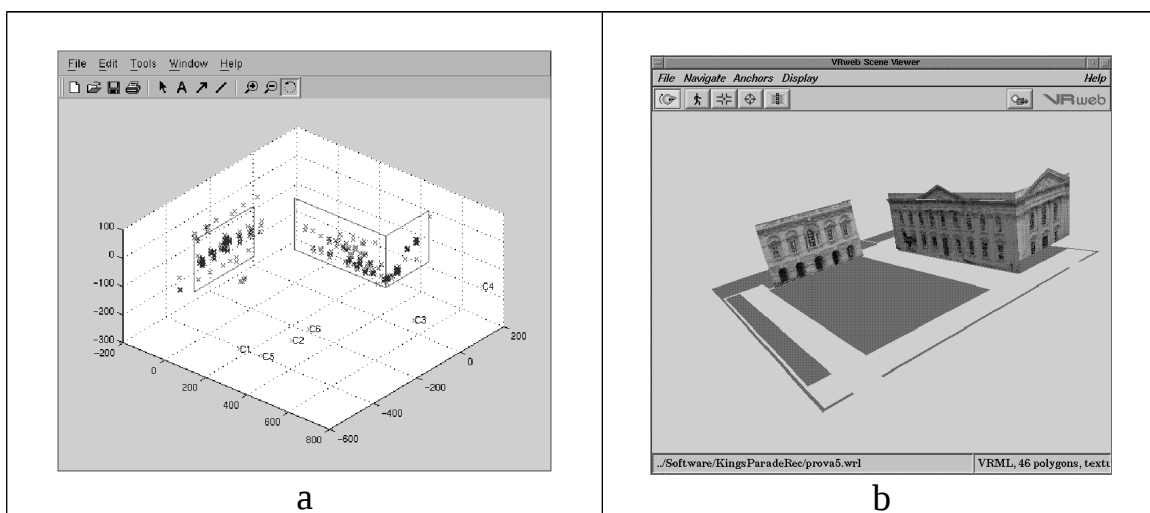 File Edit Tools Window Help
A
100
0
-100
-200
-300
-200
0
200
400
600
800
-600
-400
-200
0
200
C1
C5
C2
C6
C3
C4
a
VRweb Scene Viewer
File Navigate Anchors Display Help
VRweb
../Software/KingsParadeRec/prova5.wrl
VRML, 46 polygons, textu
b